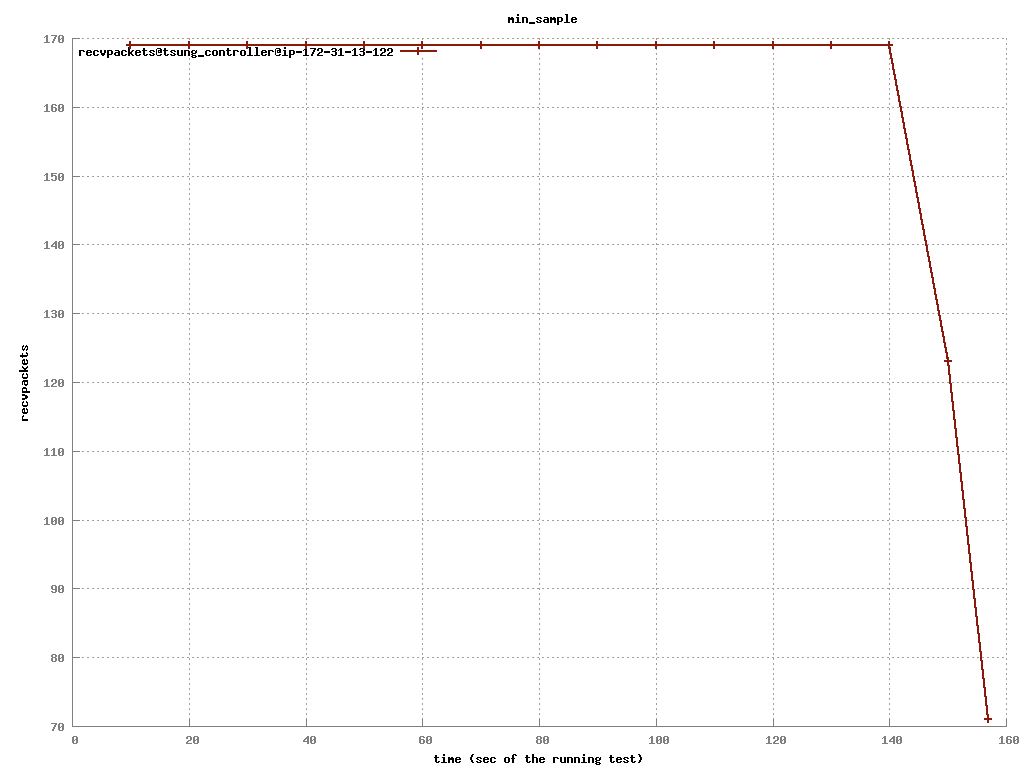 min_sample
170
recvpackets@tsung_controller@ip-172-31-13-122
160
150
140
130
120
110
100
90
80
70
recvpackets
0 20 40 60 80 100 120 140 160
time (sec of the running test)